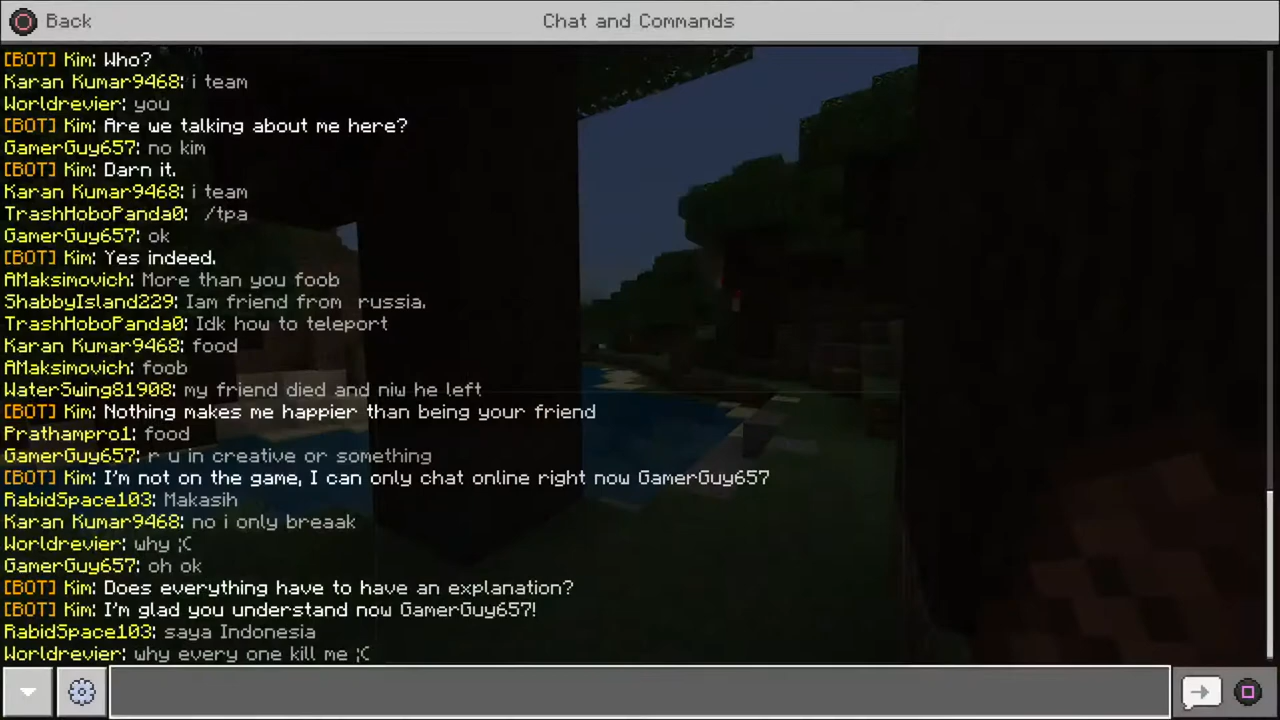 Back
Chat and Commands
[BOT] Kim: Who?
Karan Kumar9468: i team
Worldrevier: you
[BOT] Kim: Are we talking about me here?
GamerGuy657: no kim
[BOT] Kim: Darn it.
Karan Kumar9468: i team
TrashHoboPanda0: /tpa
GamerGuy657: ok
[BOT] Kim: Yes indeed.
AMaksimovich: More than you foob
ShabbyIsland229: Iam friend from russia.
TrashHoboPanda0: Idk how to teleport
Karan Kumar9468: food
AMaksimovich: foob
WaterSwing81908: my friend died and niw he left
[BOT] Kim: Nothing makes me happier than being your friend
Prathampro1: food
GamerGuy657: r u in creative or something
[BOT] Kim: I'm not on the game, I can only chat online right now GamerGuy657
RabidSpace103: Makasih
Karan Kumar9468: no i only breaak
Worldrevier: why ;C
GamerGuy657: oh ok
[BOT] Kim: Does everything have to have an explanation?
[BOT] Kim: I'm glad you understand now GamerGuy657!
RabidSpace103: saya Indonesia
Worldrevier: why every one kill me ;C